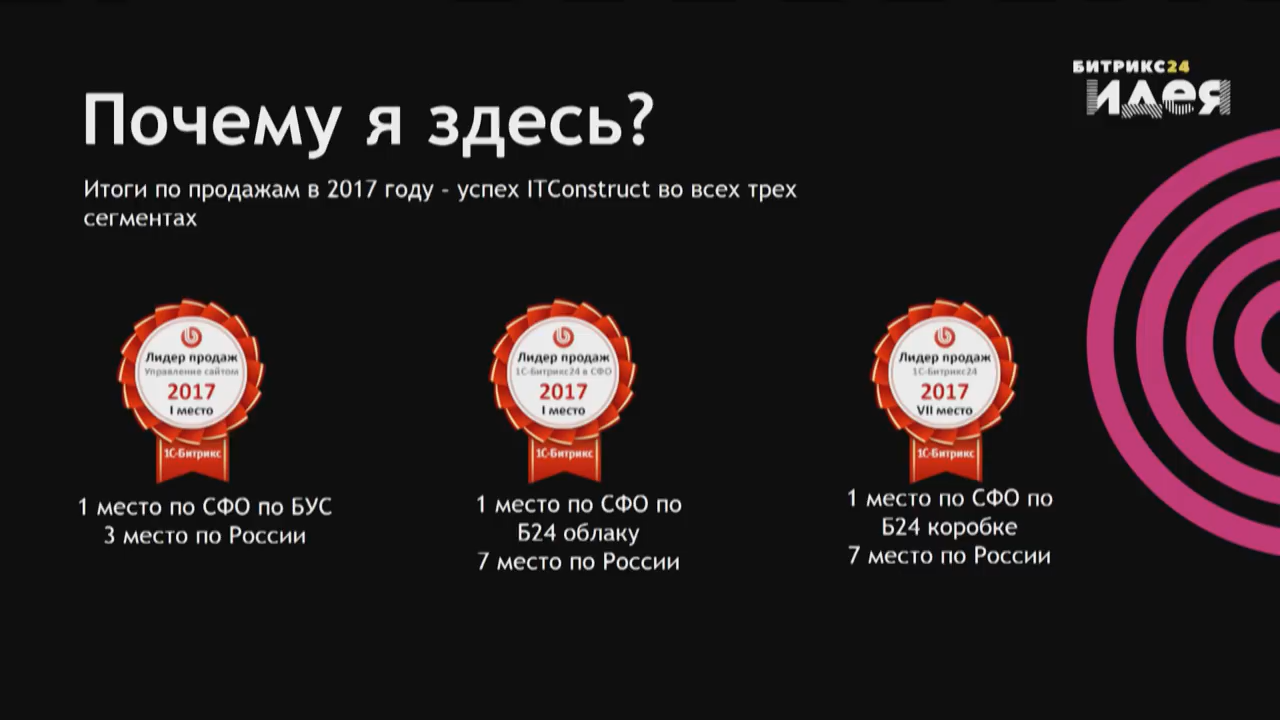 БИТРИКС24
идея
Почему я здесь?
Итоги по продажам в 2017 году - успех ITConstruct во всех трех
сегментах
Лидер продаж
Управление сайтом
2017
I место
1С-Битрикс
1 место по СФО по БУС
3 место по России
Лидер продаж
1С-Битрикс24 в СФО
2017
I место
1С-Битрикс
1 место по СФО по
Б24 облаку
7 место по России
Лидер продаж
1С-Битрикс24
2017
VII место
1С-Битрикс
1 место по СФО по
Б24 коробке
7 место по России